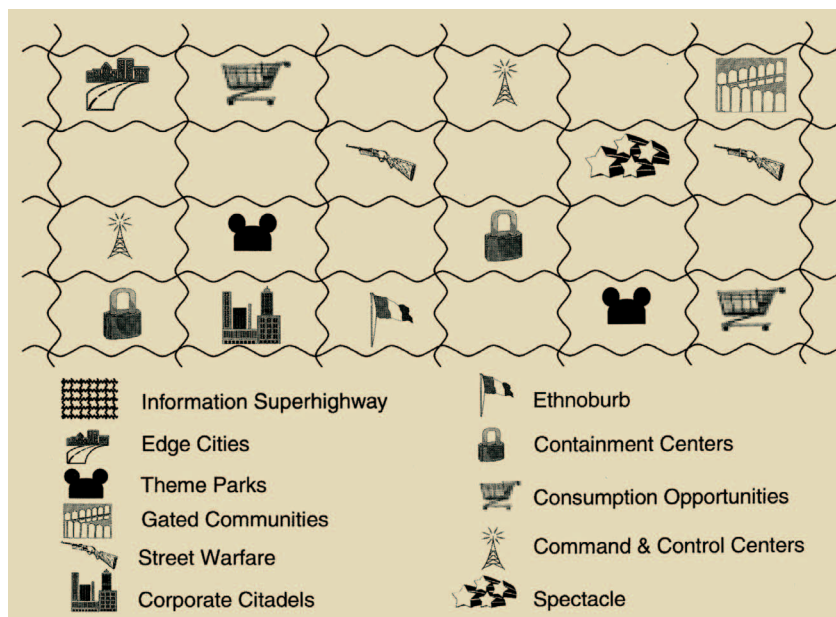 Information Superhighway
Edge Cities
Theme Parks
Gated Communities
Street Warfare
Corporate Citadels
Ethnoburb
Containment Centers
Consumption Opportunities
Command & Control Centers
Spectacle